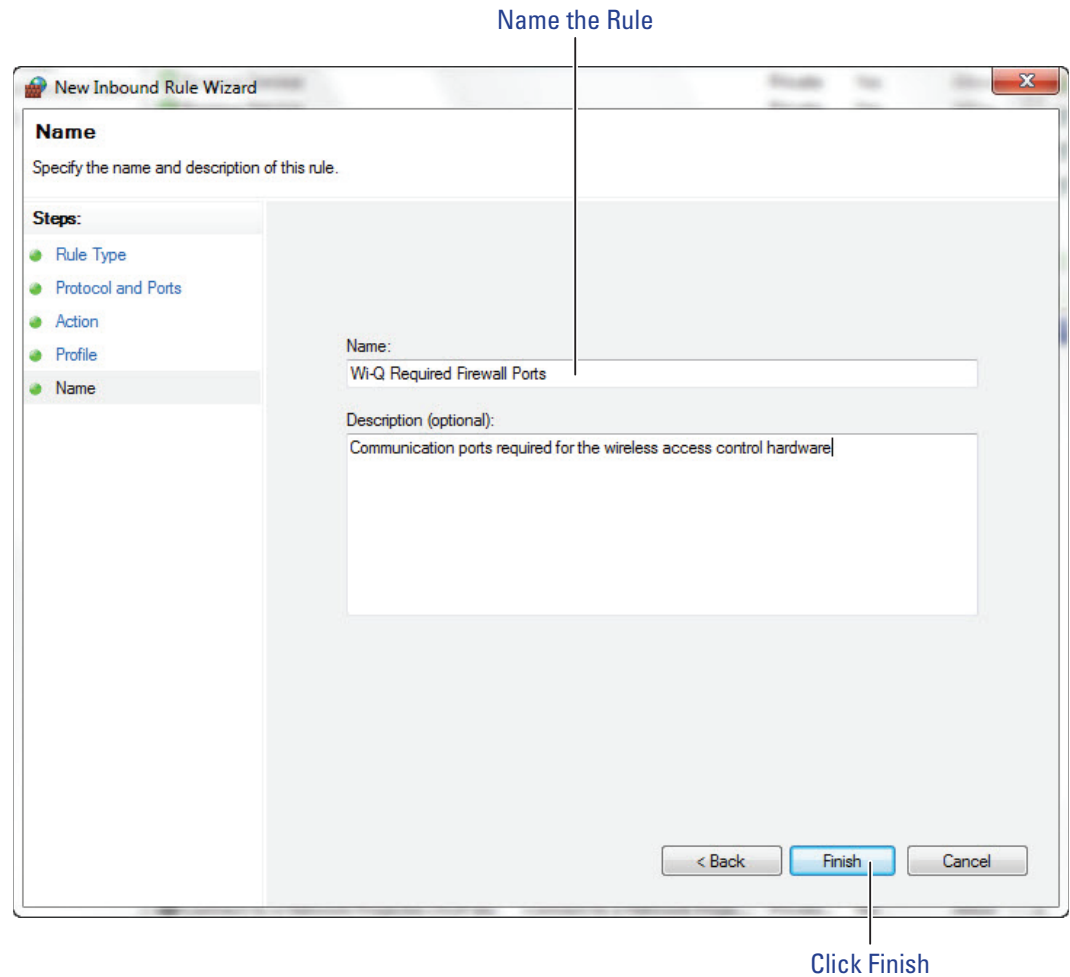 Name the Rule
New Inbound Rule Wizard
Name
Specify the name and description of this rule.
Steps:
Rule Type
Protocol and Ports
Action
Profile
Name
Name:
Wi-Q Required Firewall Ports
Description (optional):
Communication ports required for the wireless access control hardware
< Back
Finish
Cancel
Click Finish